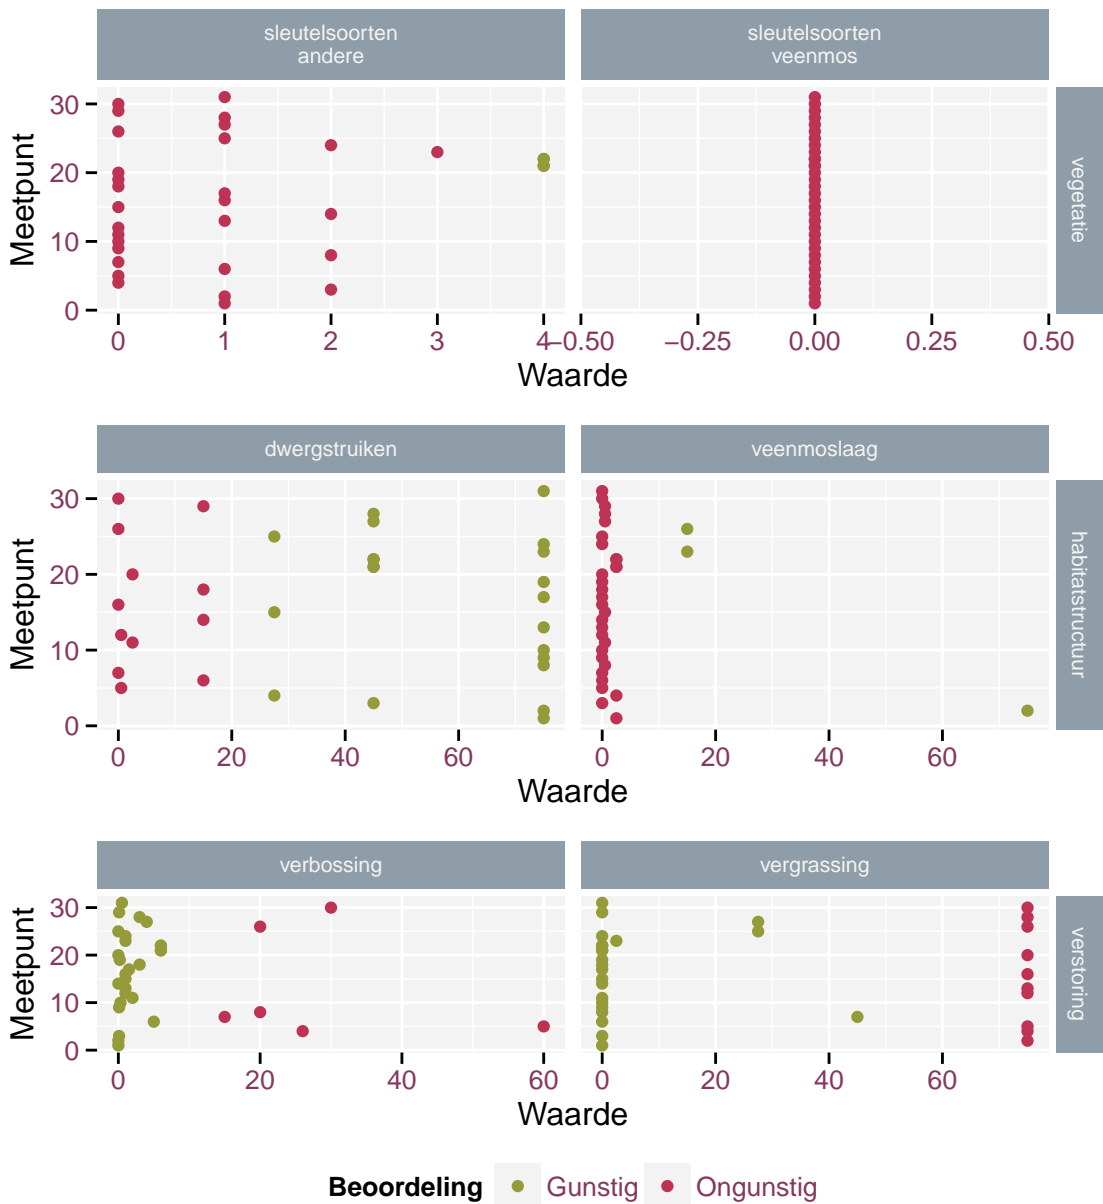 sleutelsoorten
andere
sleutelsoorten
veenmos
30
20
10
0
Meetpunt
vegetatie
0 1 2 3 4 −0.50 −0.25 0.00 0.25 0.50
Waarde
dwergstruiken veenmoslaag
30
20
10
0
Meetpunt
habitatstructuur
0 20 40 60 0 20 40 60
Waarde
verbossing vergrassing
30
20
10
0
Meetpunt
verstoring
0 20 40 60 0 20 40 60
Waarde
Beoordeling Gunstig Ongunstig